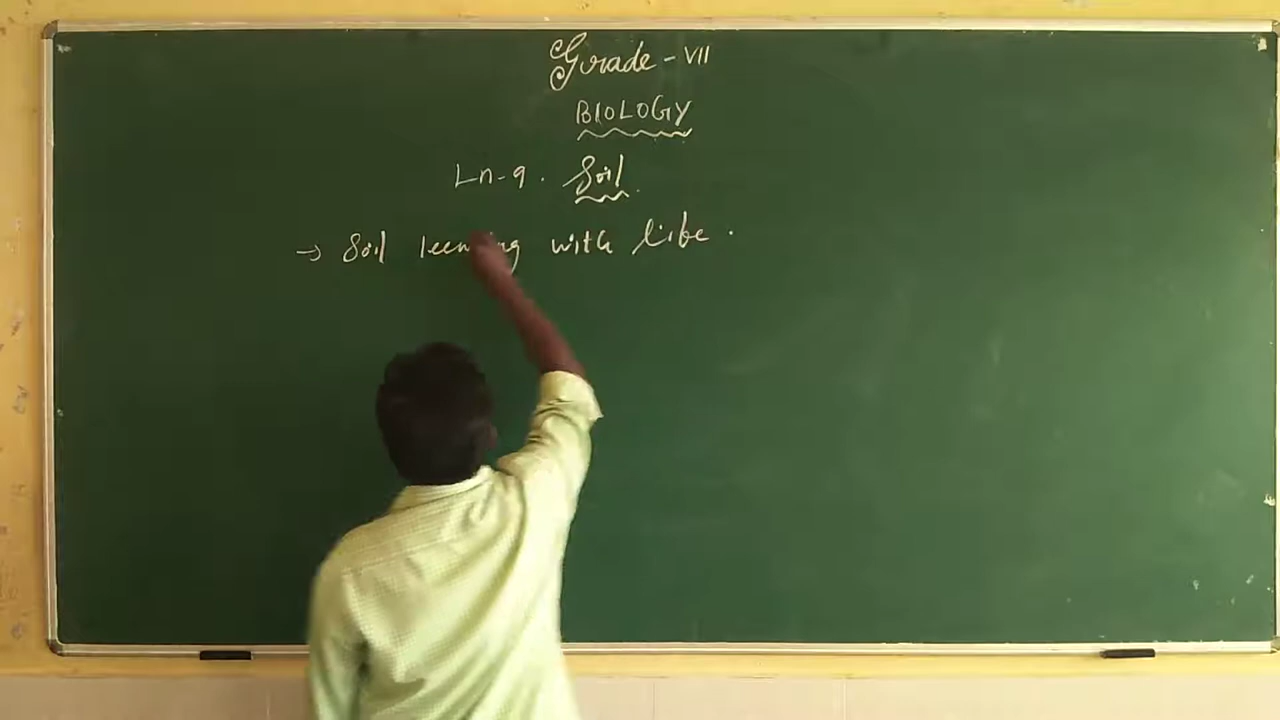 Grade - VII
BIOLOGY
Ln-9. Soil.
→ Soil teeming with life.